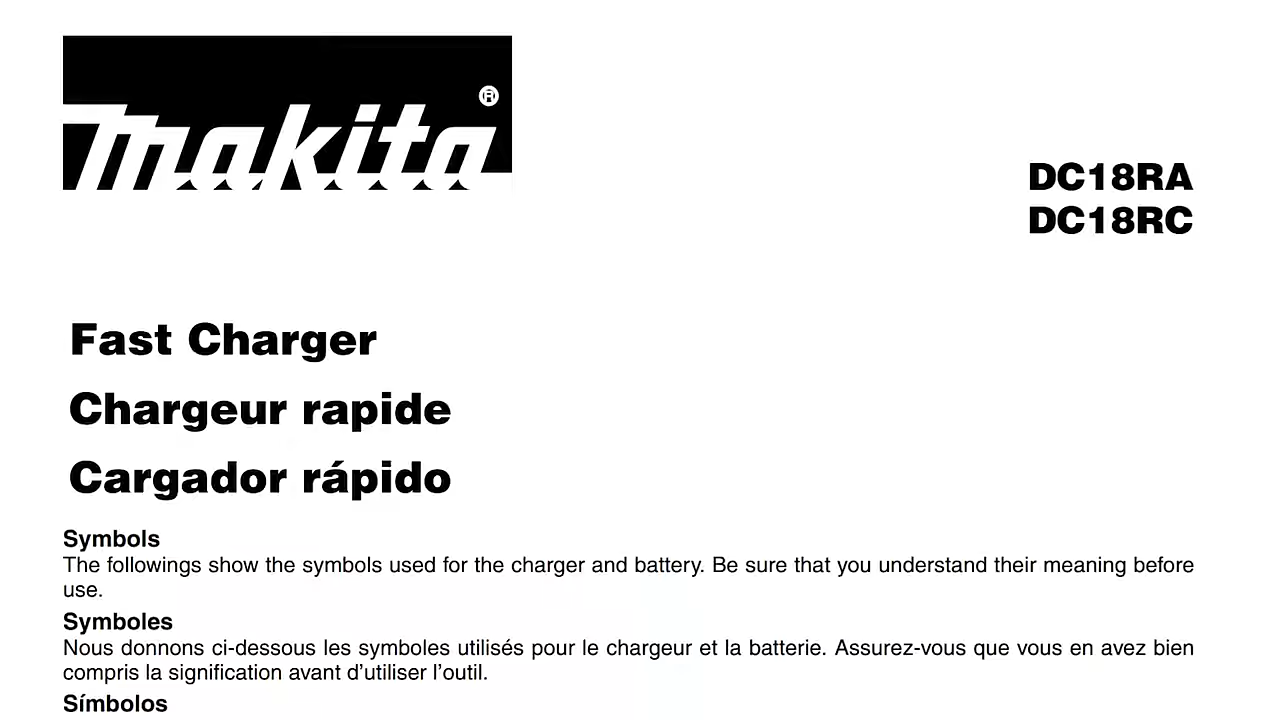 makita®
DC18RA
DC18RC
Fast Charger
Chargeur rapide
Cargador rápido
Symbols
The followings show the symbols used for the charger and battery. Be sure that you understand their meaning before
use.
Symboles
Nous donnons ci-dessous les symboles utilisés pour le chargeur et la batterie. Assurez-vous que vous en avez bien
compris la signification avant d’utiliser l’outil.
Símbolos